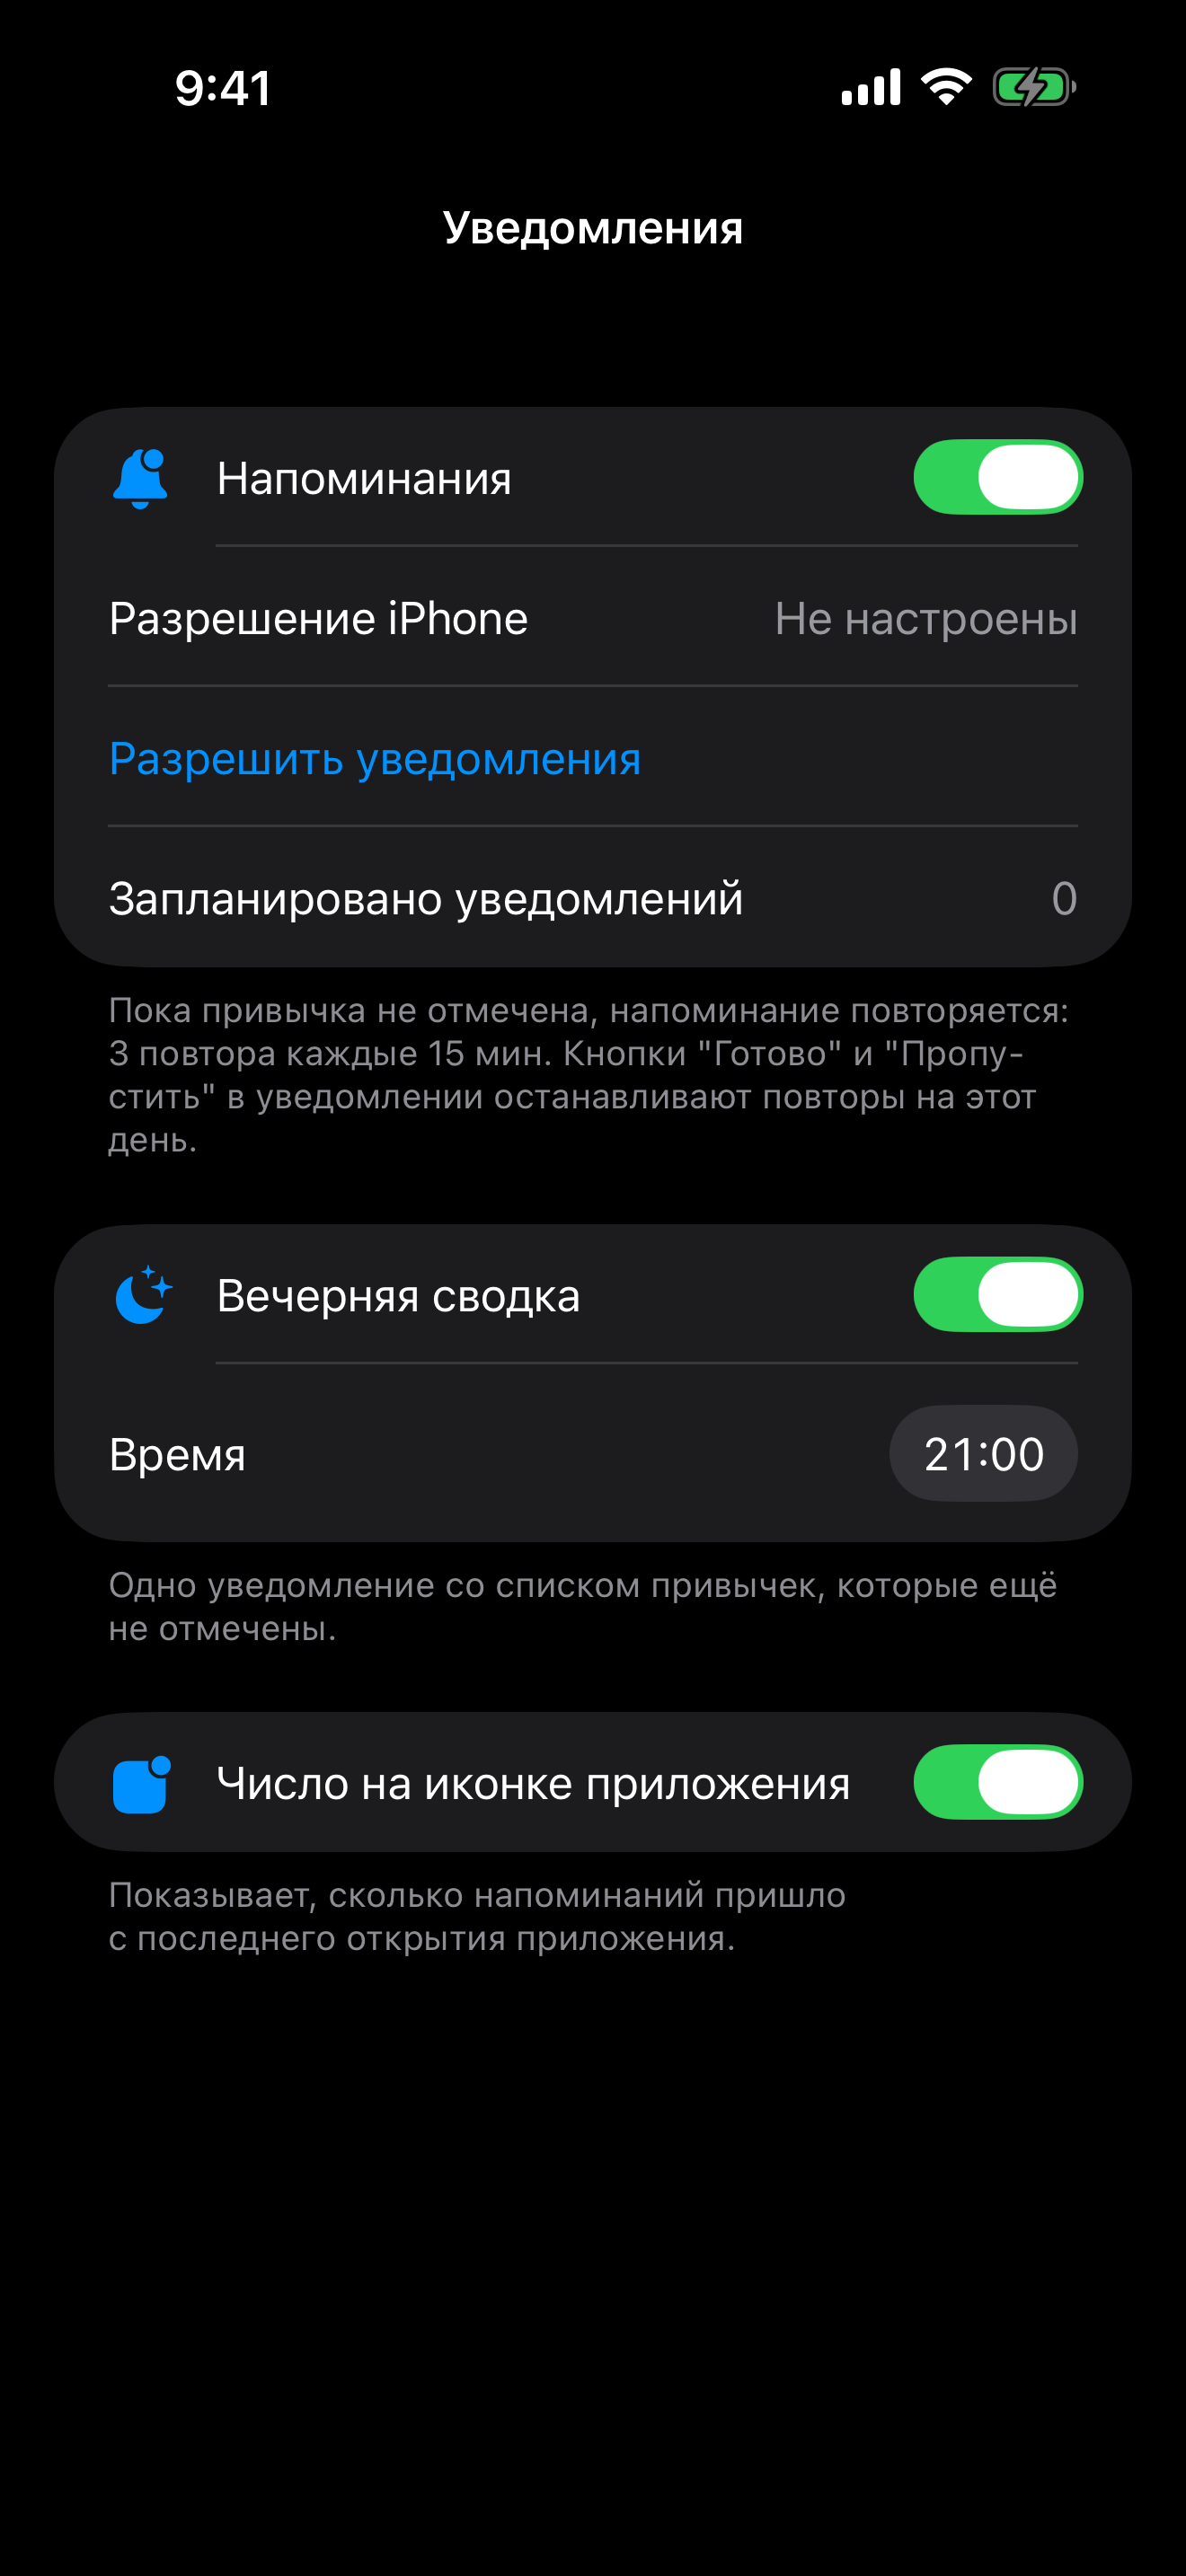 9:41
Уведомления
Напоминания
Разрешение iPhone Не настроены
Разрешить уведомления
Запланировано уведомлений 0
Пока привычка не отмечена, напоминание повторяется:
3 повтора каждые 15 мин. Кнопки "Готово" и "Пропу-
стить" в уведомлении останавливают повторы на этот
день.
Вечерняя сводка
Время 21:00
Одно уведомление со списком привычек, которые ещё
не отмечены.
Число на иконке приложения
Показывает, сколько напоминаний пришло
с последнего открытия приложения.